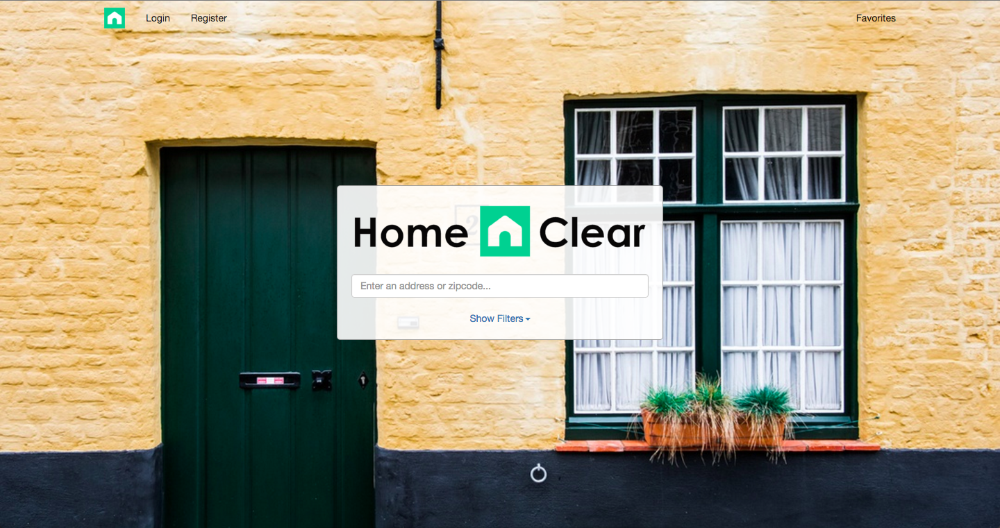 Login Register Favorites
Home Clear
Enter an address or zipcode...
Show Filters